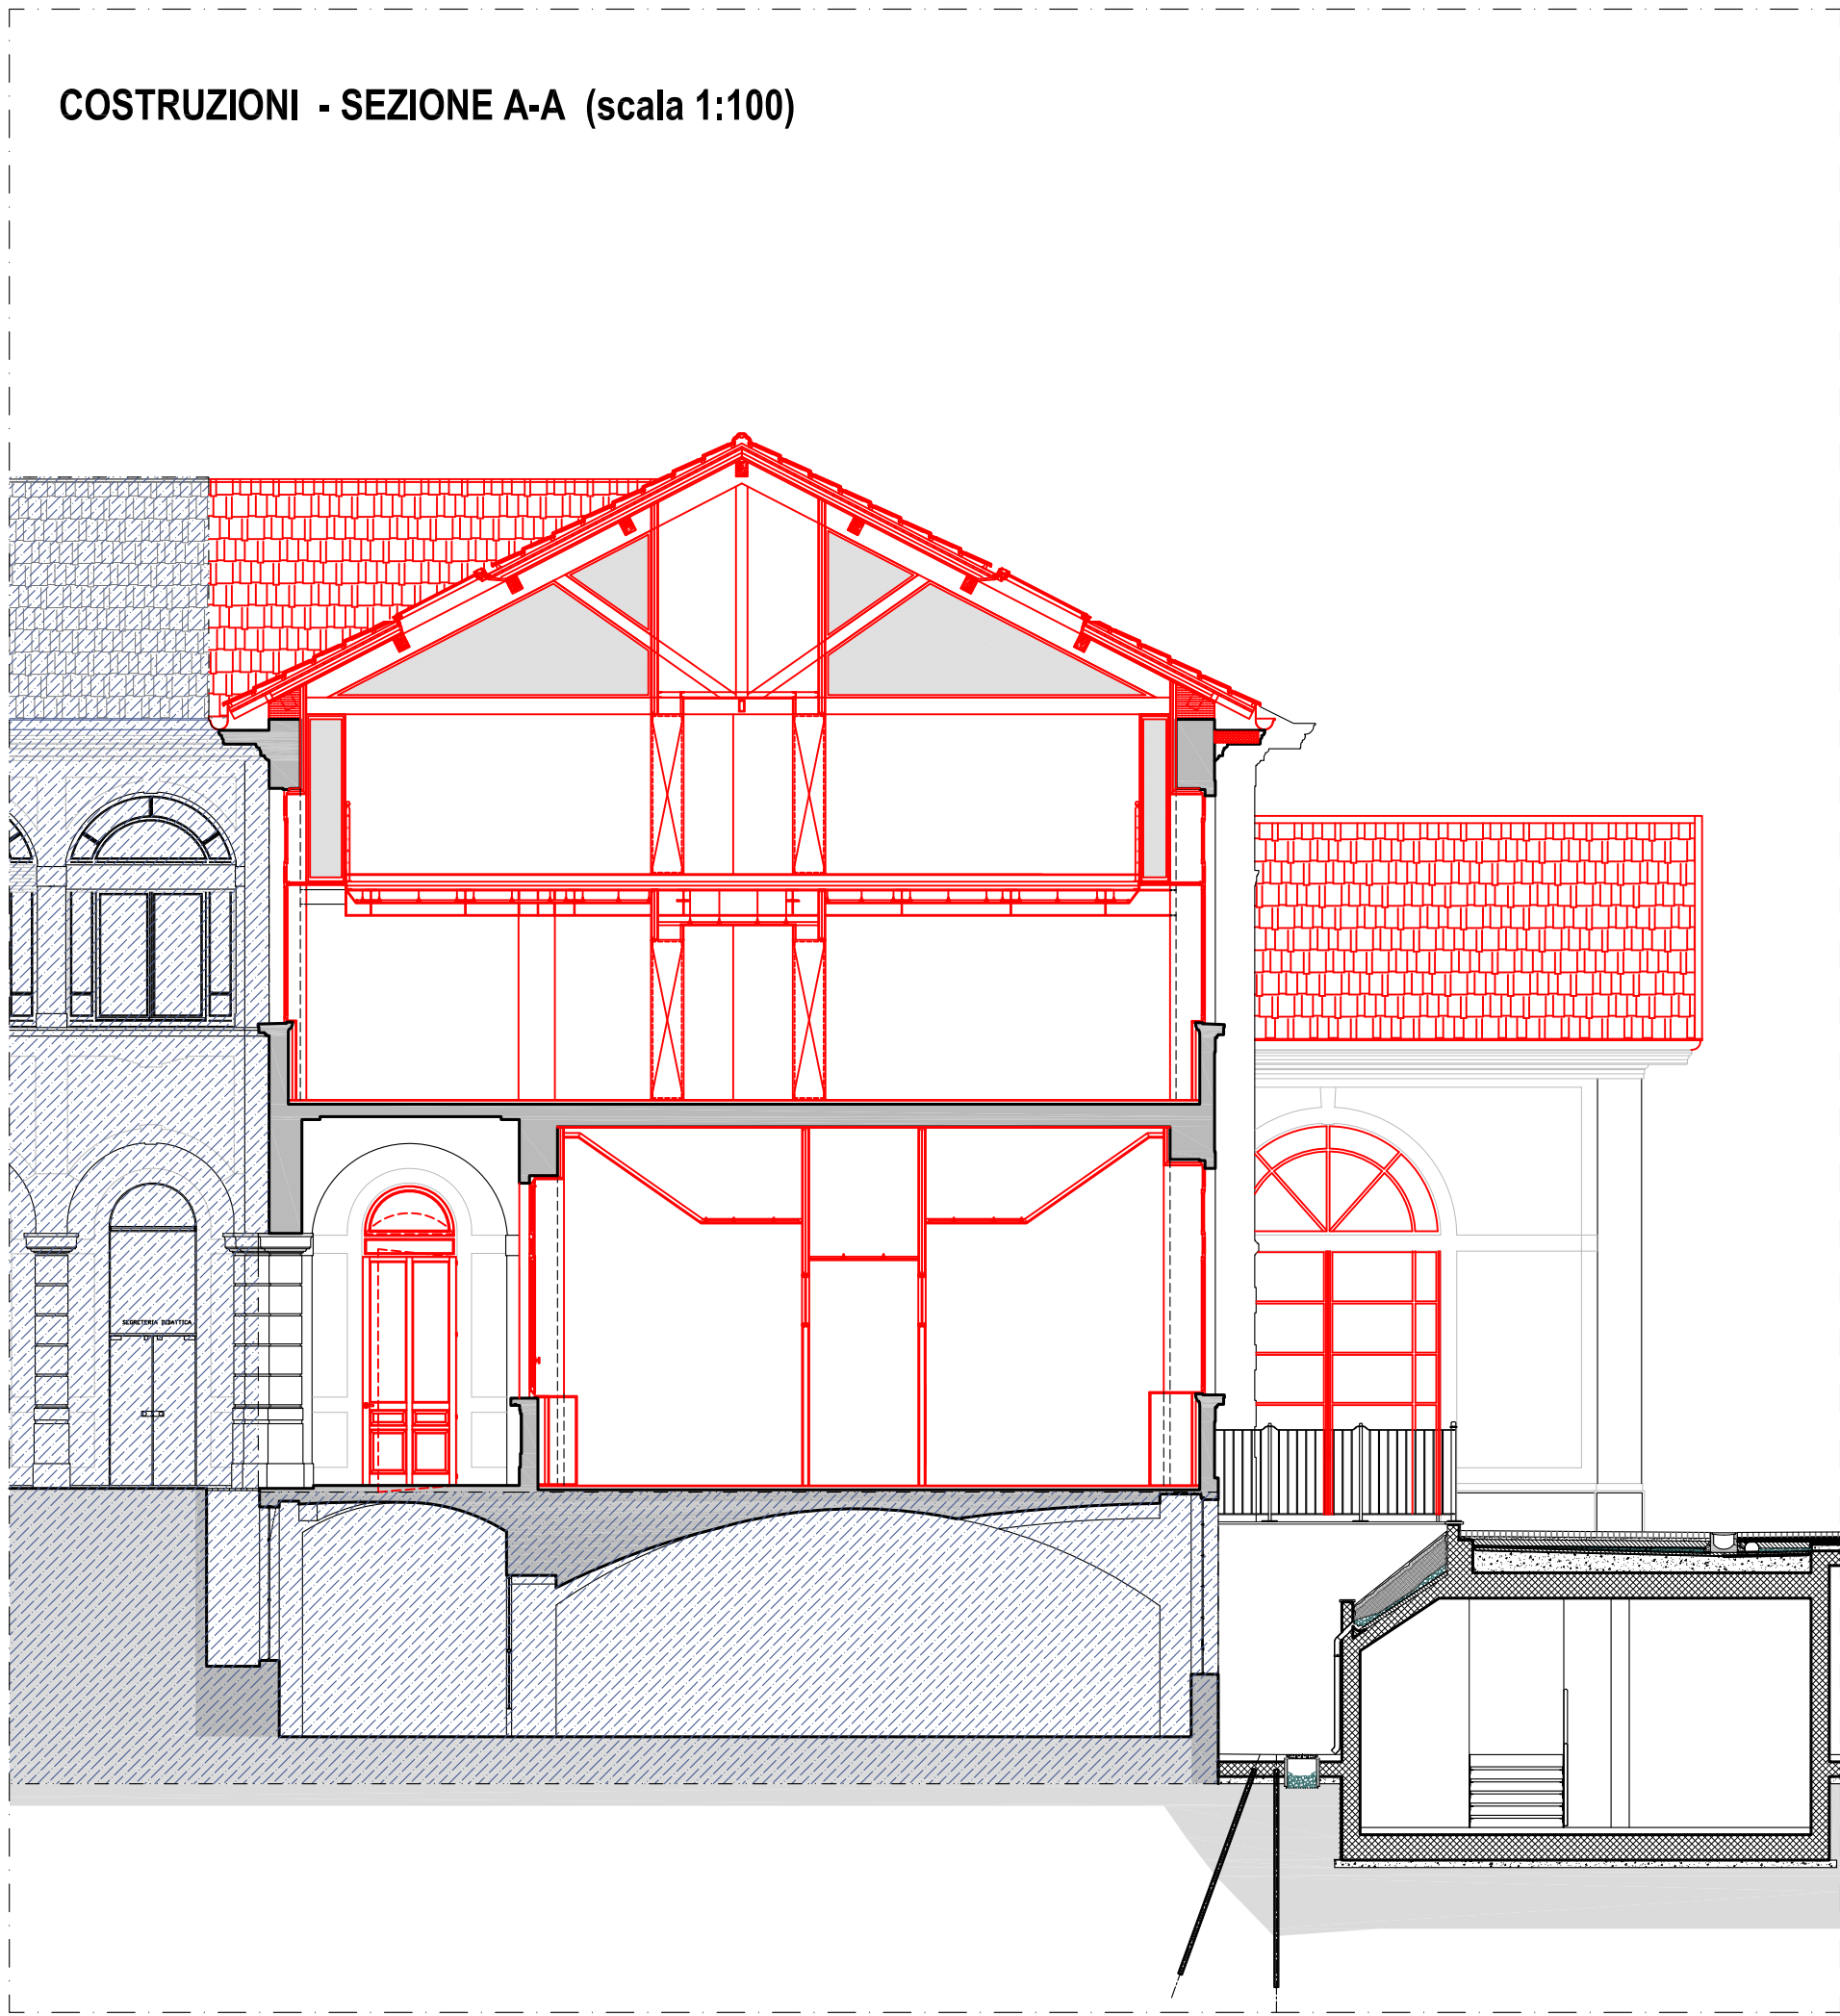 COSTRUZIONI - SEZIONE A-A (scala 1:100)
SEGRETERIA DIDATTICA